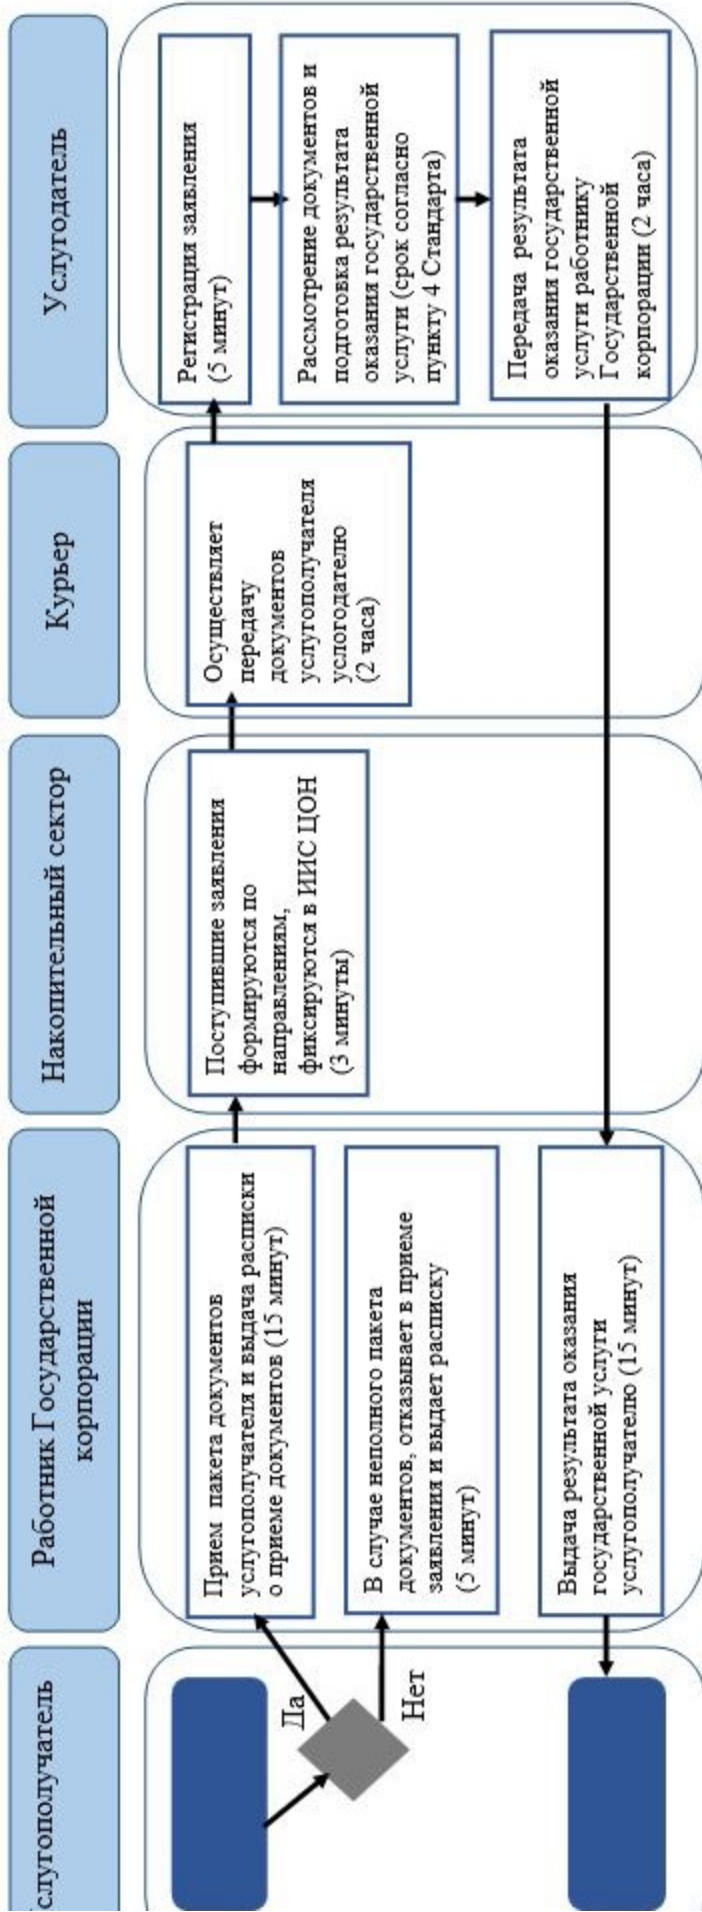 слугополучатель
Работник Государственной
корпорации
Накопительный сектор
Курьер
Услугодатель
Да
Нет
Прием пакета документов
услугополучателя и выдача расписки
о приеме документов (15 минут)
В случае неполного пакета
документов, отказывает в приеме
заявления и выдает расписку
(5 минут)
Выдача результата оказания
государственной услуги
услугополучателю (15 минут)
Поступившие заявления
формируются по
направлениям,
фиксируются в ИИС ЦОН
(3 минуты)
Осуществляет
передачу
документов
услугополучателя
услогодателю
(2 часа)
Регистрация заявления
(5 минут)
Рассмотрение документов и
подготовка результата
оказания государственной
услуги (срок согласно
пункту 4 Стандарта)
Передача результата
оказания государственной
услуги работнику
Государственной
корпорации (2 часа)